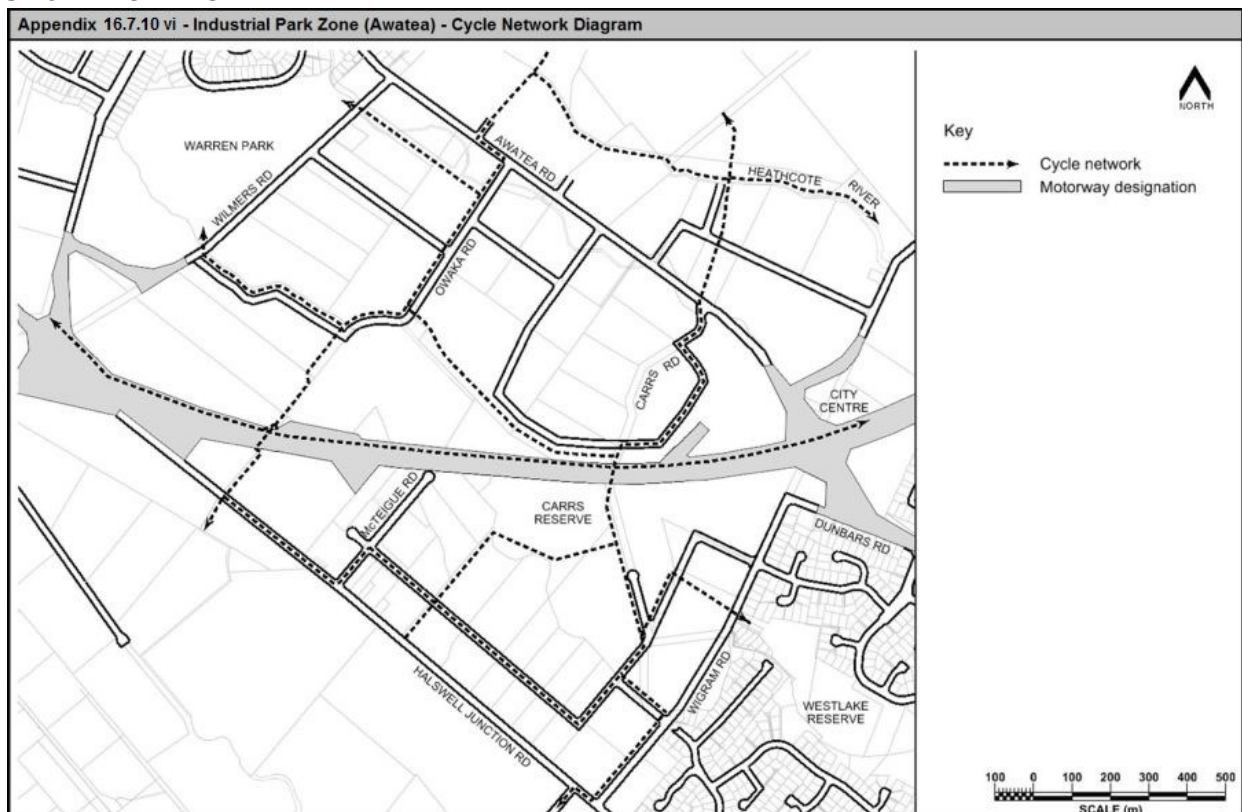 Appendix 16.7.10 vi - Industrial Park Zone (Awatea) - Cycle Network Diagram
NORTH
Key
Cycle network
Motorway designation
WARREN PARK
WILMERS RD
AWATEA RD
HEATHCOTE
RIVER
OWAKA RD
CARRS RD
CITY
CENTRE
McTEIGUE RD
CARRS
RESERVE
DUNBARS RD
HALSWELL JUNCTION RD
WIGRAM RD
WESTLAKE
RESERVE
100 0 100 200 300 400 500
SCALE (m)